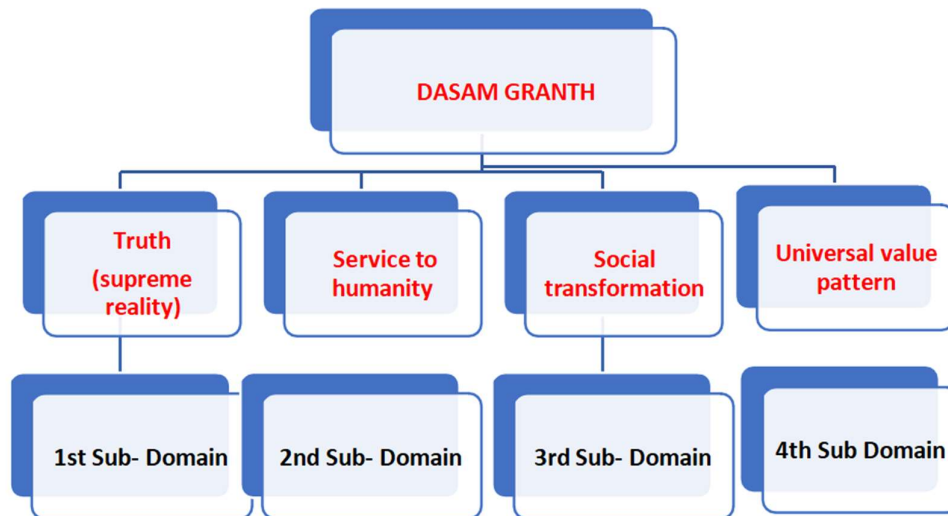 DASAM GRANTH
Truth
(supreme
reality)
Service to
humanity
Social
transformation
Universal value
pattern
1st Sub- Domain
2nd Sub- Domain
3rd Sub- Domain
4th Sub Domain